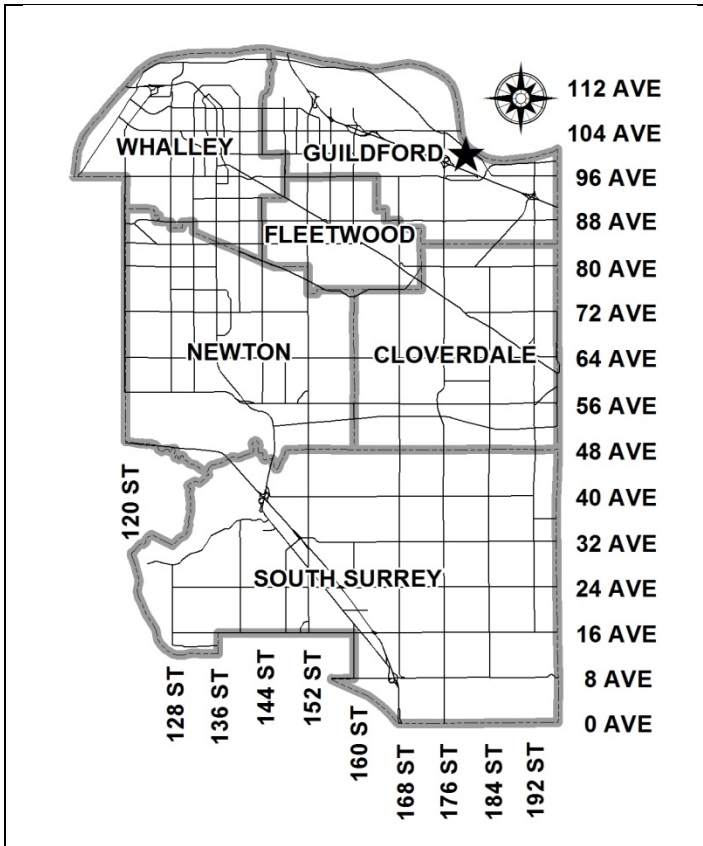 112 AVE
104 AVE
WHALLEY
GUILDFORD
96 AVE
88 AVE
FLEETWOOD
80 AVE
72 AVE
NEWTON
CLOVERDALE
64 AVE
56 AVE
48 AVE
120 ST
40 AVE
32 AVE
SOUTH SURREY
24 AVE
16 AVE
8 AVE
0 AVE
128 ST
136 ST
144 ST
152 ST
160 ST
168 ST
176 ST
184 ST
192 ST